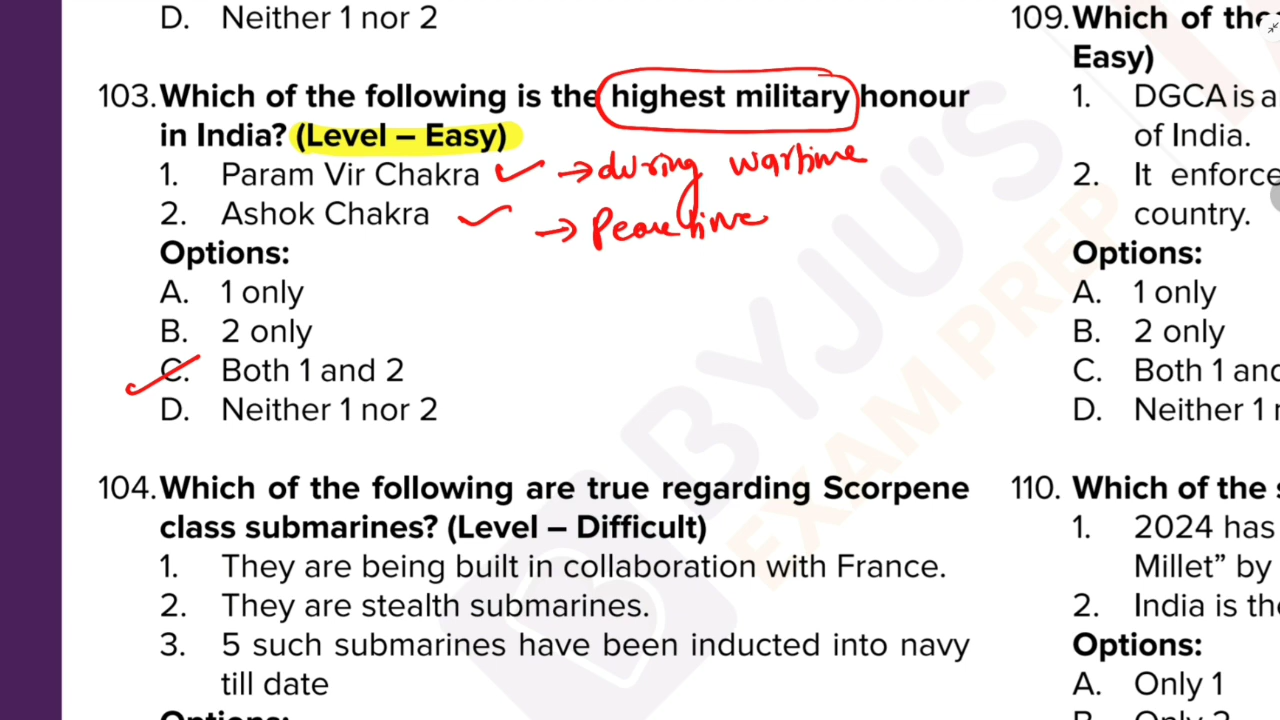 D. Neither 1 nor 2
103. Which of the following is the highest military honour
in India? (Level – Easy)
1. Param Vir Chakra → during wartime
2. Ashok Chakra → Peace time
Options:
A. 1 only
B. 2 only
C. Both 1 and 2
D. Neither 1 nor 2
104. Which of the following are true regarding Scorpene
class submarines? (Level – Difficult)
1. They are being built in collaboration with France.
2. They are stealth submarines.
3. 5 such submarines have been inducted into navy
till date
Options:
109. Which of the
Easy)
1. DGCA is a
of India.
2. It enforce
country.
Options:
A. 1 only
B. 2 only
C. Both 1 and
D. Neither 1 n
110. Which of the s
1. 2024 has
Millet” by
2. India is the
Options:
A. Only 1
B. Only 2
BYJU'S
EXAM PREP